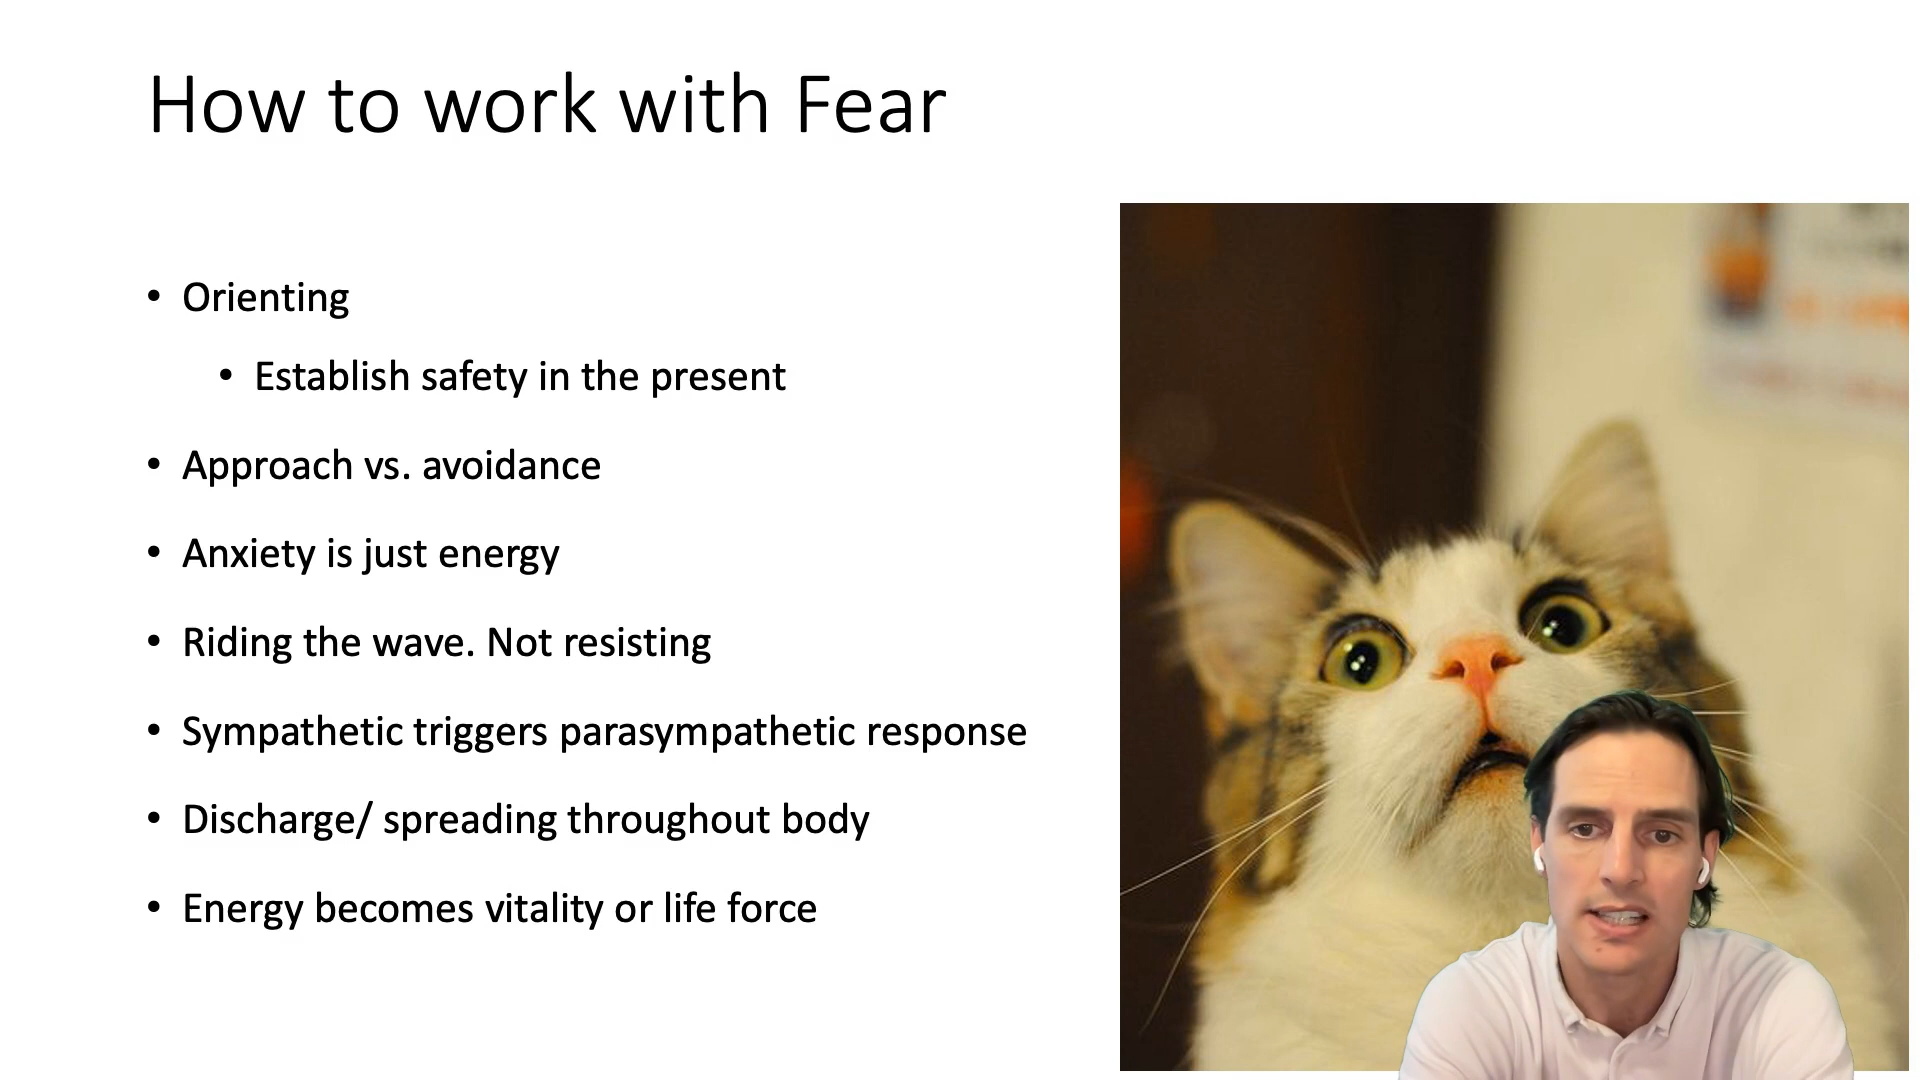 How to work with Fear
• Orienting
• Establish safety in the present
• Approach vs. avoidance
• Anxiety is just energy
• Riding the wave. Not resisting
• Sympathetic triggers parasympathetic response
• Discharge/ spreading throughout body
• Energy becomes vitality or life force